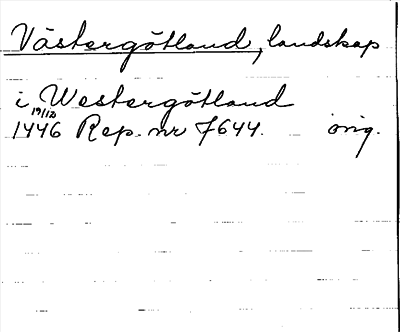 Västergötland, landskap
i Westergötland
19/12
1446 Rep. nr 7644. orig.